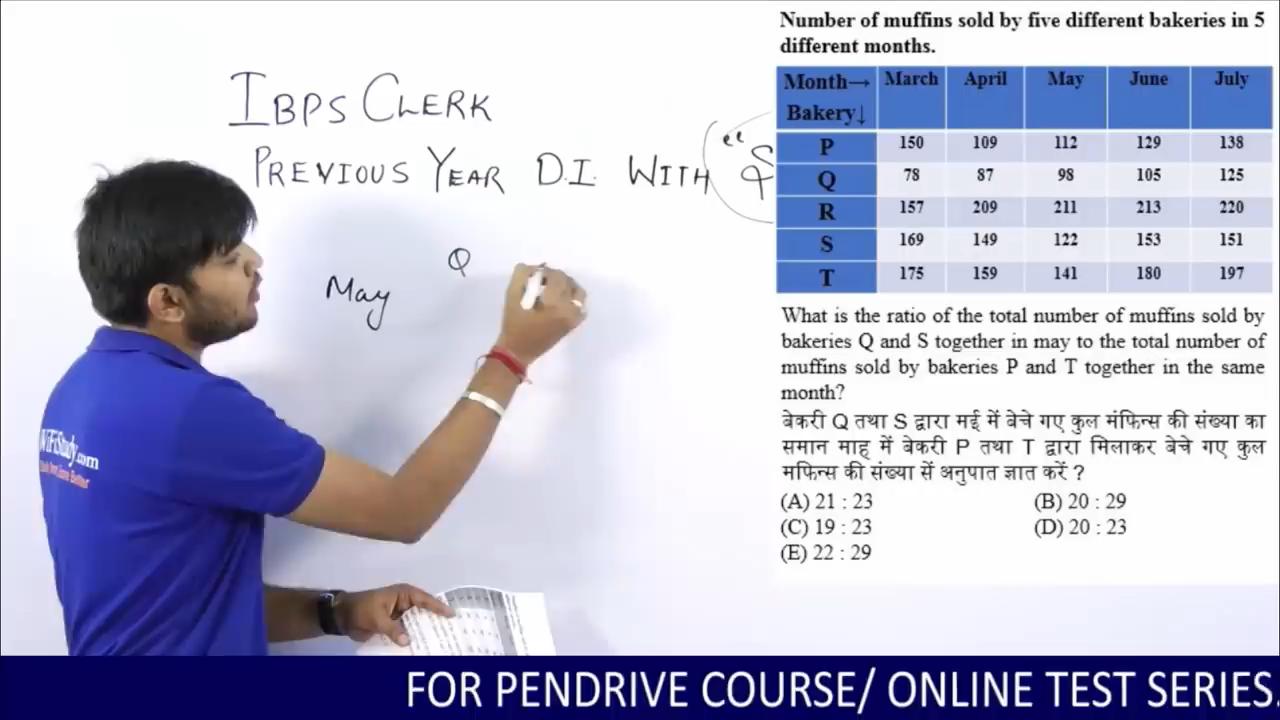 IBPS CLERK
PREVIOUS YEAR D.I. WITH "S
May
Q
WiFiStudy.com
Number of muffins sold by five different bakeries in 5
different months.
Month→ March April May June July
Bakery↓
P 150 109 112 129 138
Q 78 87 98 105 125
R 157 209 211 213 220
S 169 149 122 153 151
T 175 159 141 180 197
What is the ratio of the total number of muffins sold by
bakeries Q and S together in may to the total number of
muffins sold by bakeries P and T together in the same
month?
बेकरी Q तथा S द्वारा मई में बेचे गए कुल मंफिन्स की संख्या का
समान माह में बेकरी P तथा T द्वारा मिलाकर बेचे गए कुल
मफिन्स की संख्या सें अनुपात ज्ञात करें ?
(A) 21 : 23 (B) 20 : 29
(C) 19 : 23 (D) 20 : 23
(E) 22 : 29
FOR PENDRIVE COURSE/ ONLINE TEST SERIES,